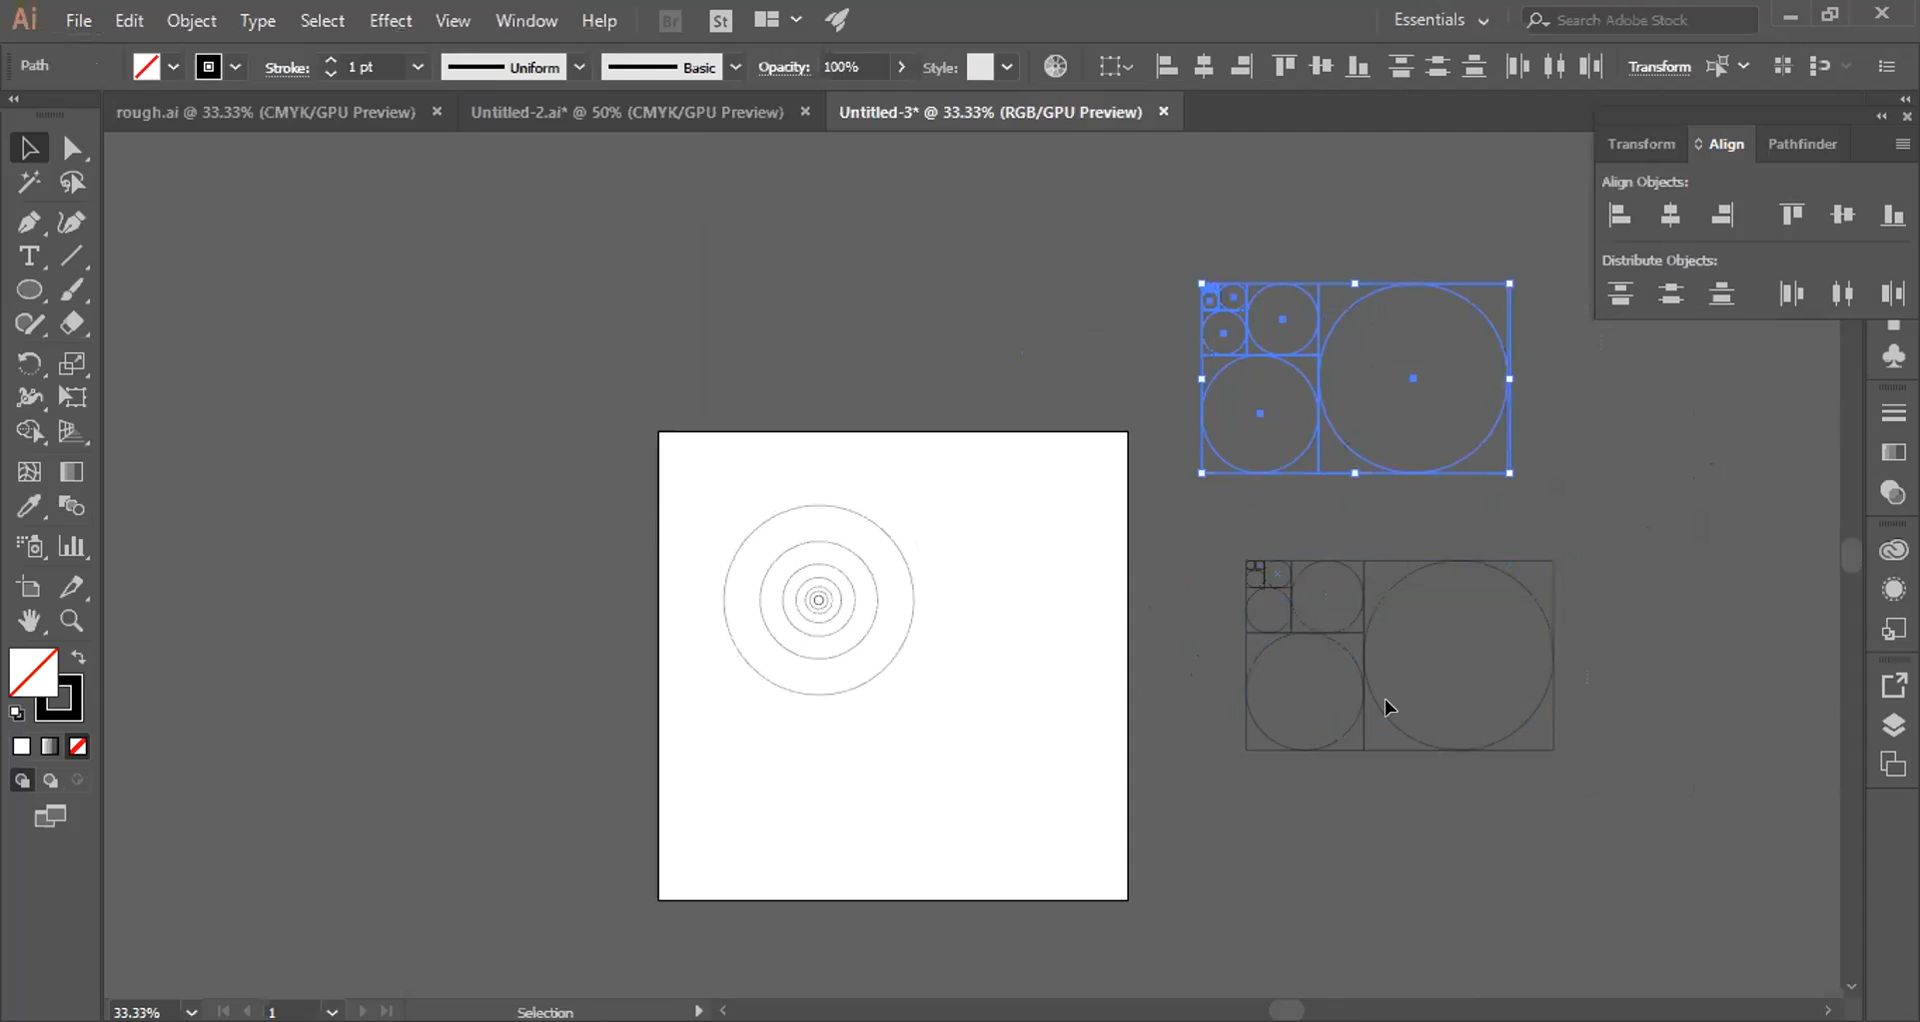 Ai File Edit Object Type Select Effect View Window Help Br St Essentials Search Adobe Stock
Path Stroke: 1 pt Uniform Basic Opacity: 100% Style: Transform
rough.ai @ 33.33% (CMYK/GPU Preview) Untitled-2.ai* @ 50% (CMYK/GPU Preview) Untitled-3* @ 33.33% (RGB/GPU Preview)
Transform Align Pathfinder
Align Objects:
Distribute Objects:
33.33% 1 Selection